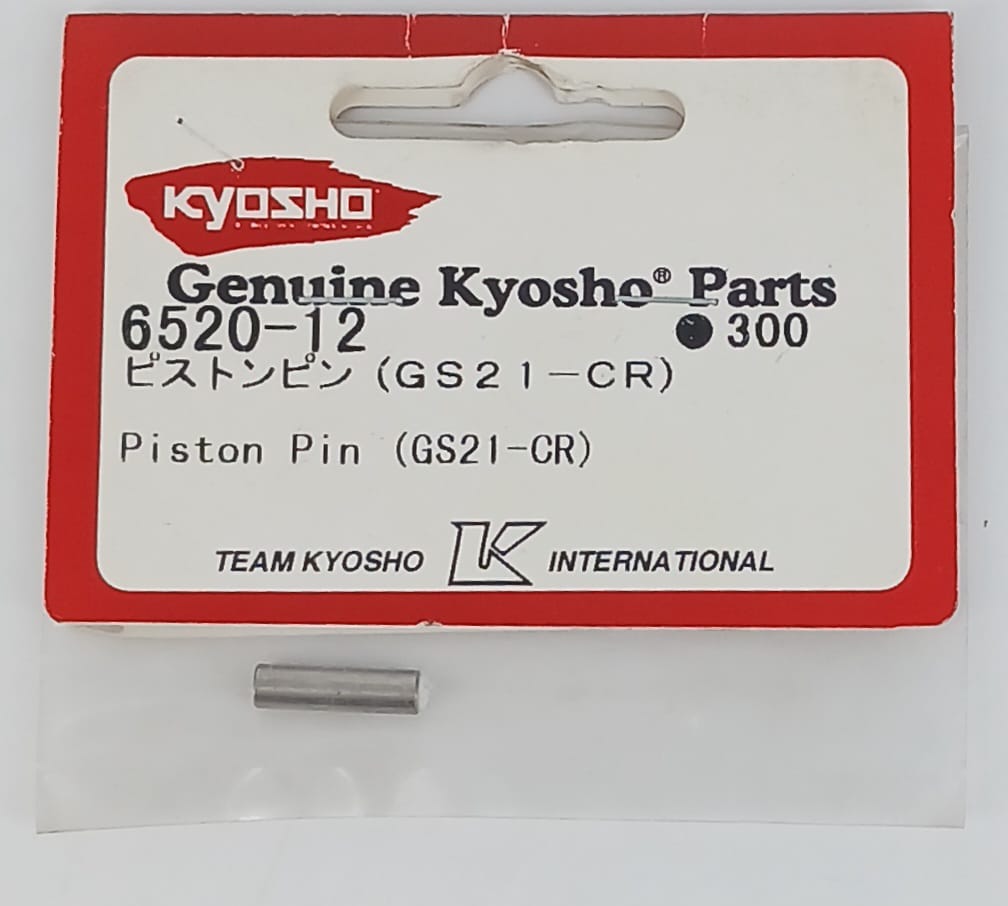 KYOSHO
Genuine Kyosho® Parts
6520-12 ●300
ピストンピン(GS21-CR)
Piston Pin (GS21-CR)
TEAM KYOSHO K INTERNATIONAL